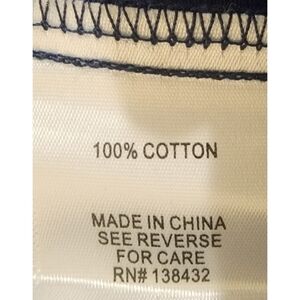 100% COTTON
MADE IN CHINA
SEE REVERSE
FOR CARE
RN# 138432